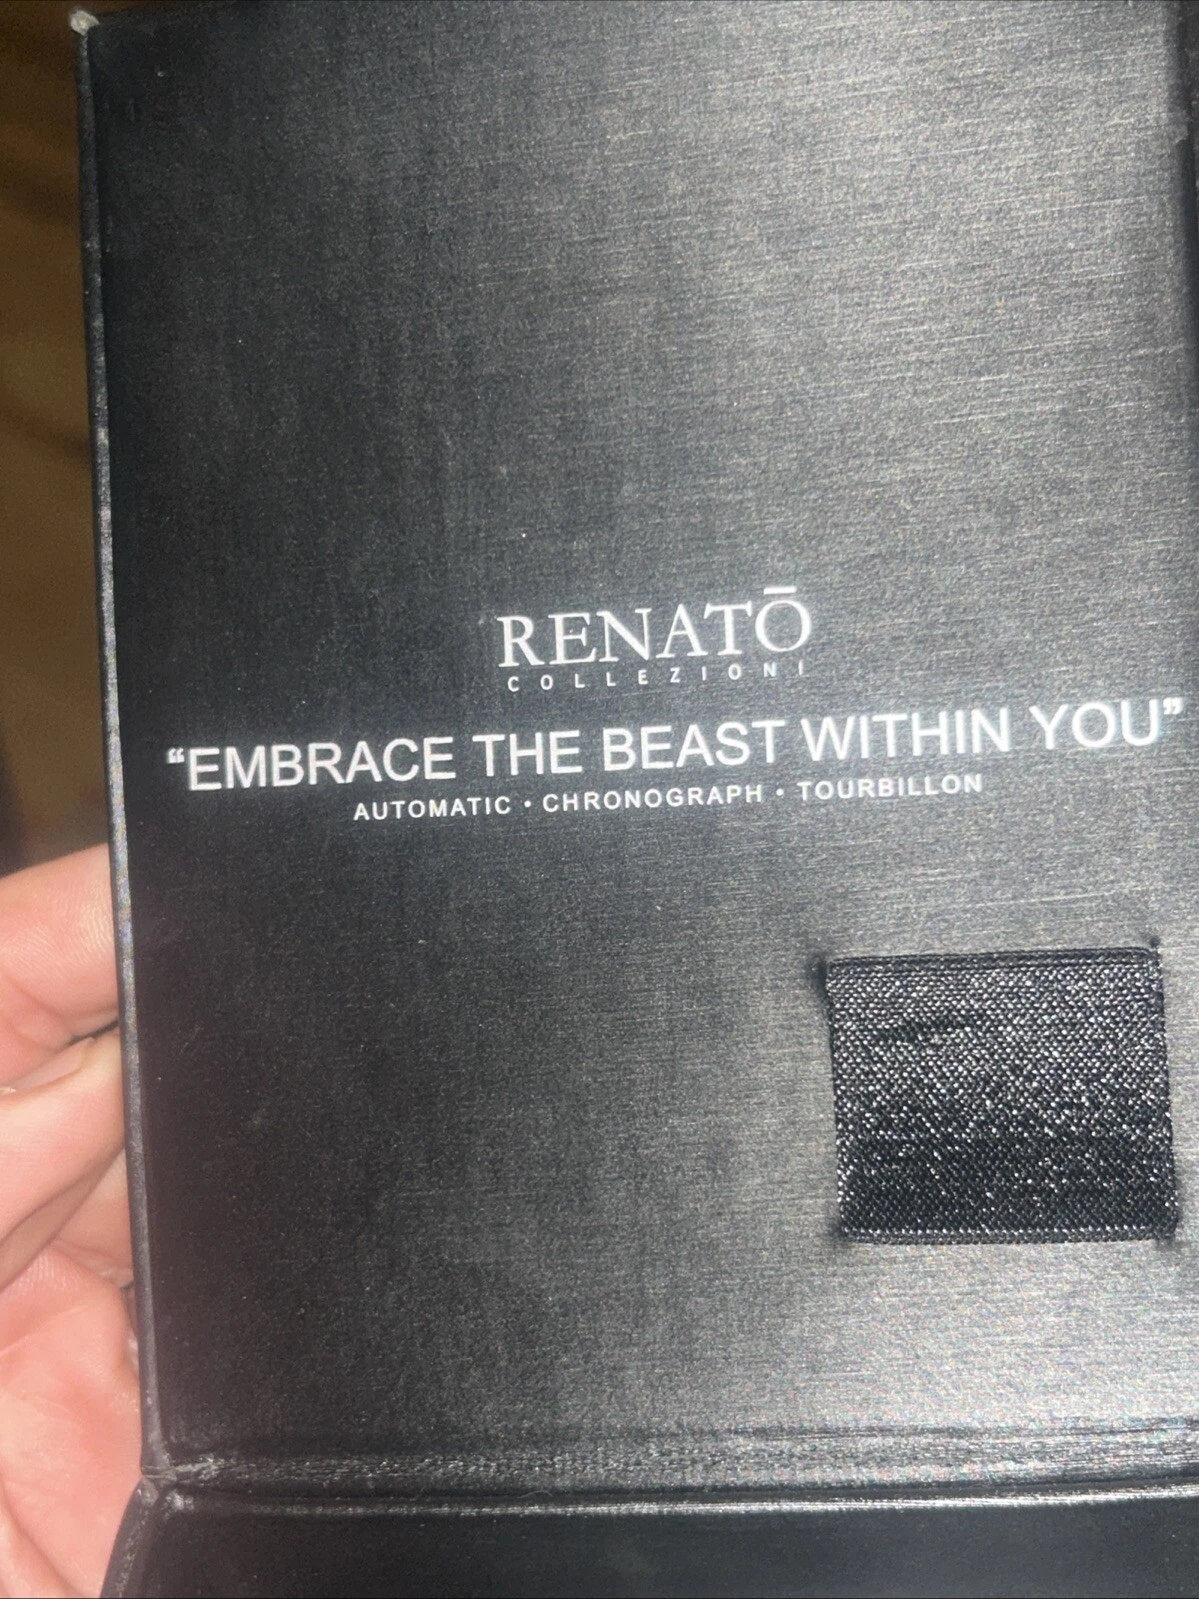 RENATŌ
COLLEZIONI
“EMBRACE THE BEAST WITHIN YOU”
AUTOMATIC • CHRONOGRAPH • TOURBILLON